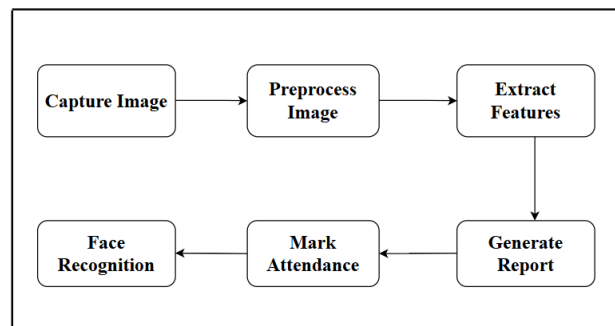 Capture Image
Preprocess
Image
Extract
Features
Generate
Report
Mark
Attendance
Face
Recognition